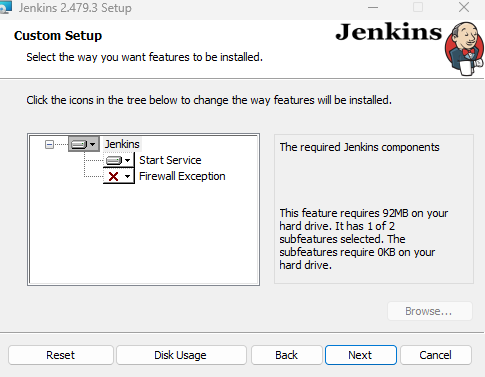 Jenkins 2.479.3 Setup
Custom Setup
Select the way you want features to be installed.
Jenkins
Click the icons in the tree below to change the way features will be installed.
Jenkins
Start Service
Firewall Exception
The required Jenkins components
This feature requires 92MB on your
hard drive. It has 1 of 2
subfeatures selected. The
subfeatures require 0KB on your
hard drive.
Browse...
Reset
Disk Usage
Back
Next
Cancel